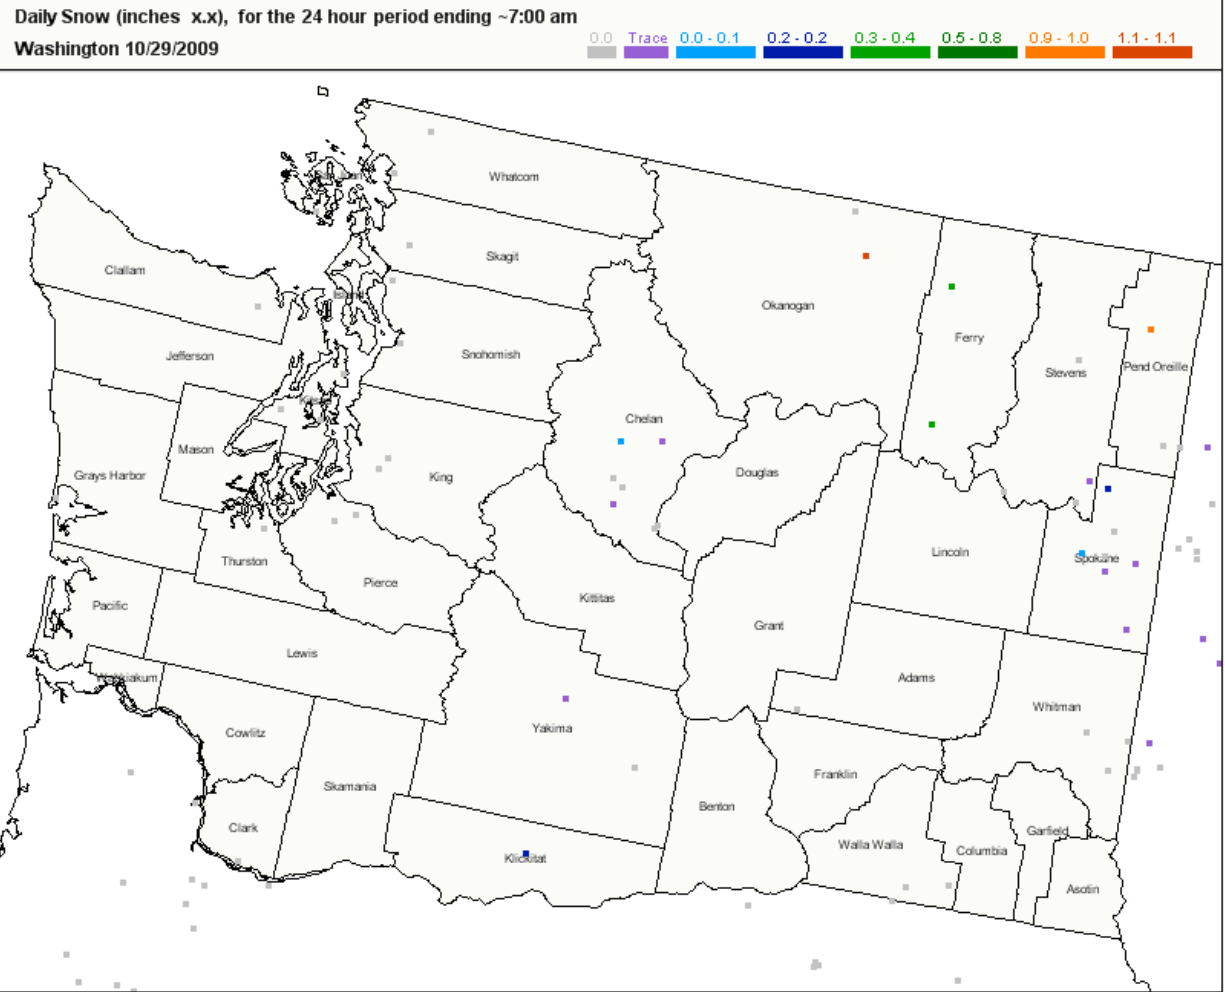 Daily Snow (inches x.x), for the 24 hour period ending ~7:00 am
Washington 10/29/2009
0.0 Trace 0.0 - 0.1 0.2 - 0.2 0.3 - 0.4 0.5 - 0.8 0.9 - 1.0 1.1 - 1.1
San Juan
Whatcom
Skagit
Clallam
Island
Okanogan
Ferry
Jefferson
Snohomish
Stevens
Pend Oreille
Kitsap
Chelan
Mason
Grays Harbor
King
Douglas
Thurston
Lincoln
Spokane
Pierce
Kittitas
Pacific
Grant
Lewis
Wahkiakum
Adams
Whitman
Cowlitz
Yakima
Franklin
Skamania
Benton
Clark
Garfield
Walla Walla
Columbia
Klickitat
Asotin